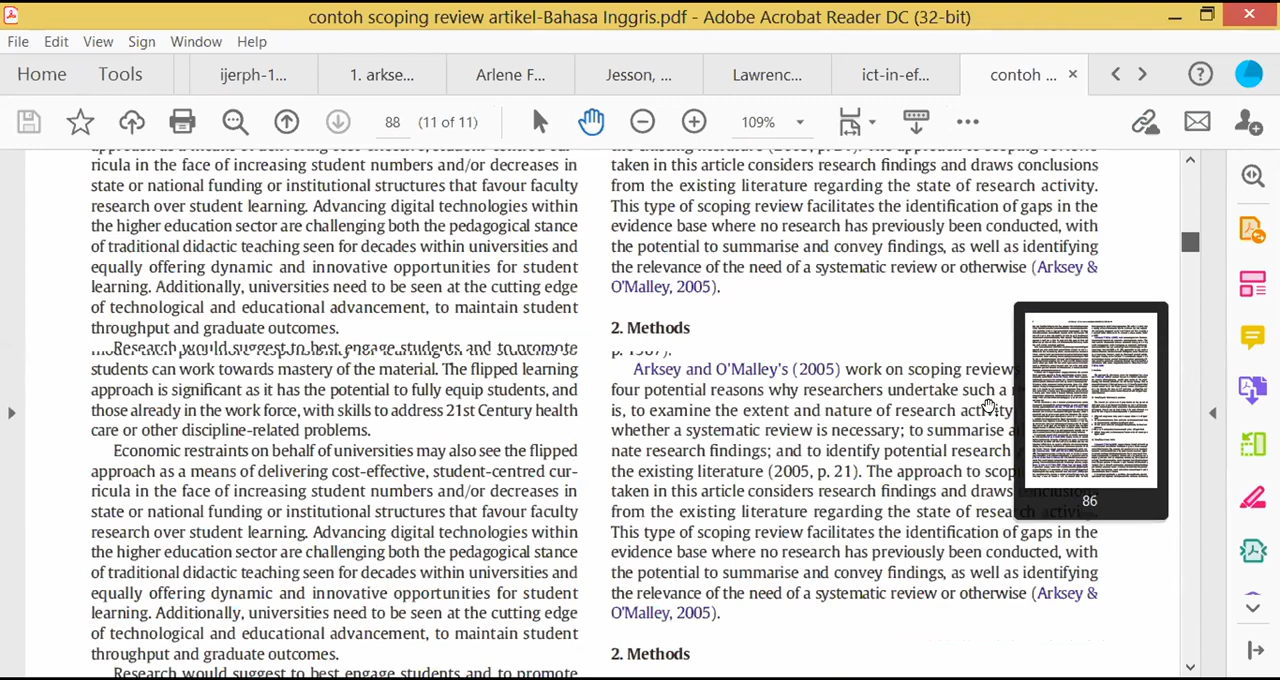 contoh scoping review artikel-Bahasa Inggris.pdf - Adobe Acrobat Reader DC (32-bit)
File Edit View Sign Window Help
Home Tools ijerph-1... 1. arkse... Arlene F... Jesson, ... Lawrenc... ict-in-ef... contoh ...
88 (11 of 11) 109%
ricula in the face of increasing student numbers and/or decreases in
state or national funding or institutional structures that favour faculty
research over student learning. Advancing digital technologies within
the higher education sector are challenging both the pedagogical stance
of traditional didactic teaching seen for decades within universities and
equally offering dynamic and innovative opportunities for student
learning. Additionally, universities need to be seen at the cutting edge
of technological and educational advancement, to maintain student
throughput and graduate outcomes.
Research would suggest to best engage students and to promote
students can work towards mastery of the material. The flipped learning
approach is significant as it has the potential to equip students, and
those already in the work force, with skills to address 21st Century health
care or other discipline-related problems.
Economic restraints on behalf of universities may also see the flipped
approach as a means of delivering cost effective, student-centred cur-
ricula in the face of increasing student numbers and/or decreases in
state or national funding or institutional structures that favour faculty
research over student learning. Advancing digital technologies within
the higher education sector are challenging both the pedagogical stance
of traditional didactic teaching seen for decades within universities and
equally offering dynamic and innovative opportunities for student
learning. Additionally, universities need to be seen at the cutting edge
of technological and educational advancement, to maintain student
throughput and graduate outcomes.
Research would suggest to best engage students and to promote
taken in this article considers research findings and draws conclusions
from the existing literature regarding the state of research activity.
This type of scoping review facilitates the identification of gaps in the
evidence base where no research has previously been conducted, with
the potential to summarise and convey findings, as well as identifying
the relevance of the need of a systematic review or otherwise (Arksey &
O'Malley, 2005).
2. Methods
Arksey and O'Malley's (2005) work on scoping reviews
four potential reasons why researchers undertake such a
is, to examine the extent and nature of research activity
whether a systematic review is necessary; to summarise
nate research findings; and to identify potential research
the existing literature (2005, p. 21). The approach to
taken in this article considers research findings and draws conclusions
from the existing literature regarding the state of research
This type of scoping review facilitates the identification of gaps in the
evidence base where no research has previously been conducted, with
the potential to summarise and convey findings, as well as identifying
the relevance of the need of a systematic review or otherwise (Arksey &
O'Malley, 2005).
2. Methods
86